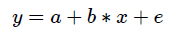 y = a + b * x + e